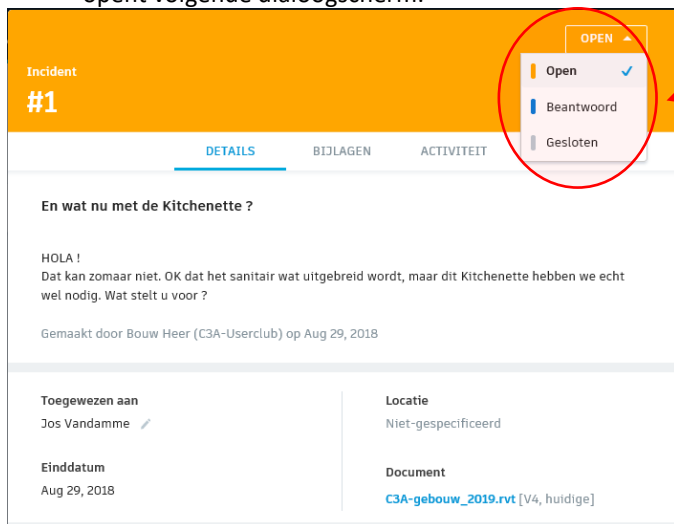 opent volgende dialoogscherm:
OPEN
Incident
#1
Open
Beantwoord
Gesloten
DETAILS BIJLAGEN ACTIVITEIT
En wat nu met de Kitchenette ?
HOLA !
Dat kan zomaar niet. OK dat het sanitair wat uitgebreid wordt, maar dit Kitchenette hebben we echt
wel nodig. Wat stelt u voor ?
Gemaakt door Bouw Heer (C3A-Userclub) op Aug 29, 2018
Toegewezen aan
Jos Vandamme
Locatie
Niet-gespecificeerd
Einddatum
Aug 29, 2018
Document
C3A-gebouw_2019.rvt [V4, huidige]